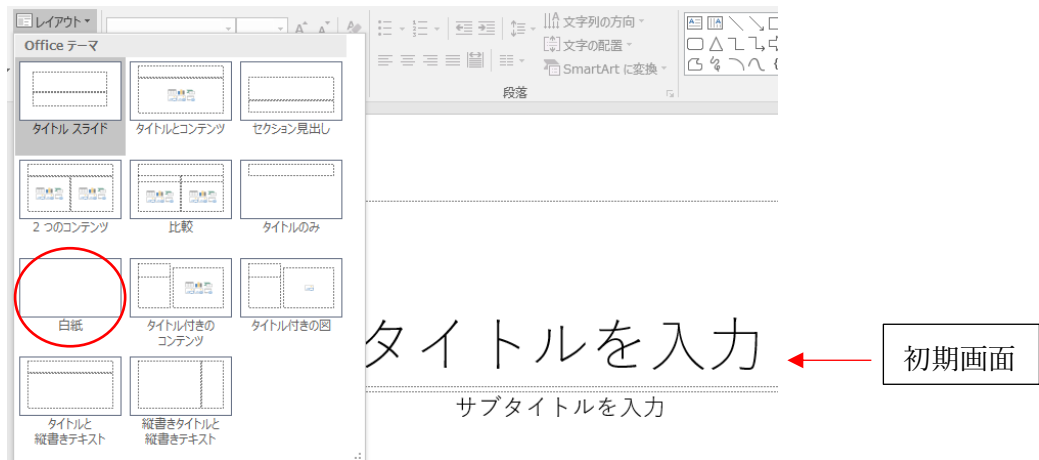 レイアウト
文字列の方向
文字の配置
SmartArt に変換
段落
Office テーマ
タイトル スライド
タイトルとコンテンツ
セクション見出し
2 つのコンテンツ
比較
タイトルのみ
白紙
タイトル付きの
コンテンツ
タイトル付きの図
タイトルと
縦書きテキスト
縦書きタイトルと
縦書きテキスト
タイトルを入力
サブタイトルを入力
初期画面